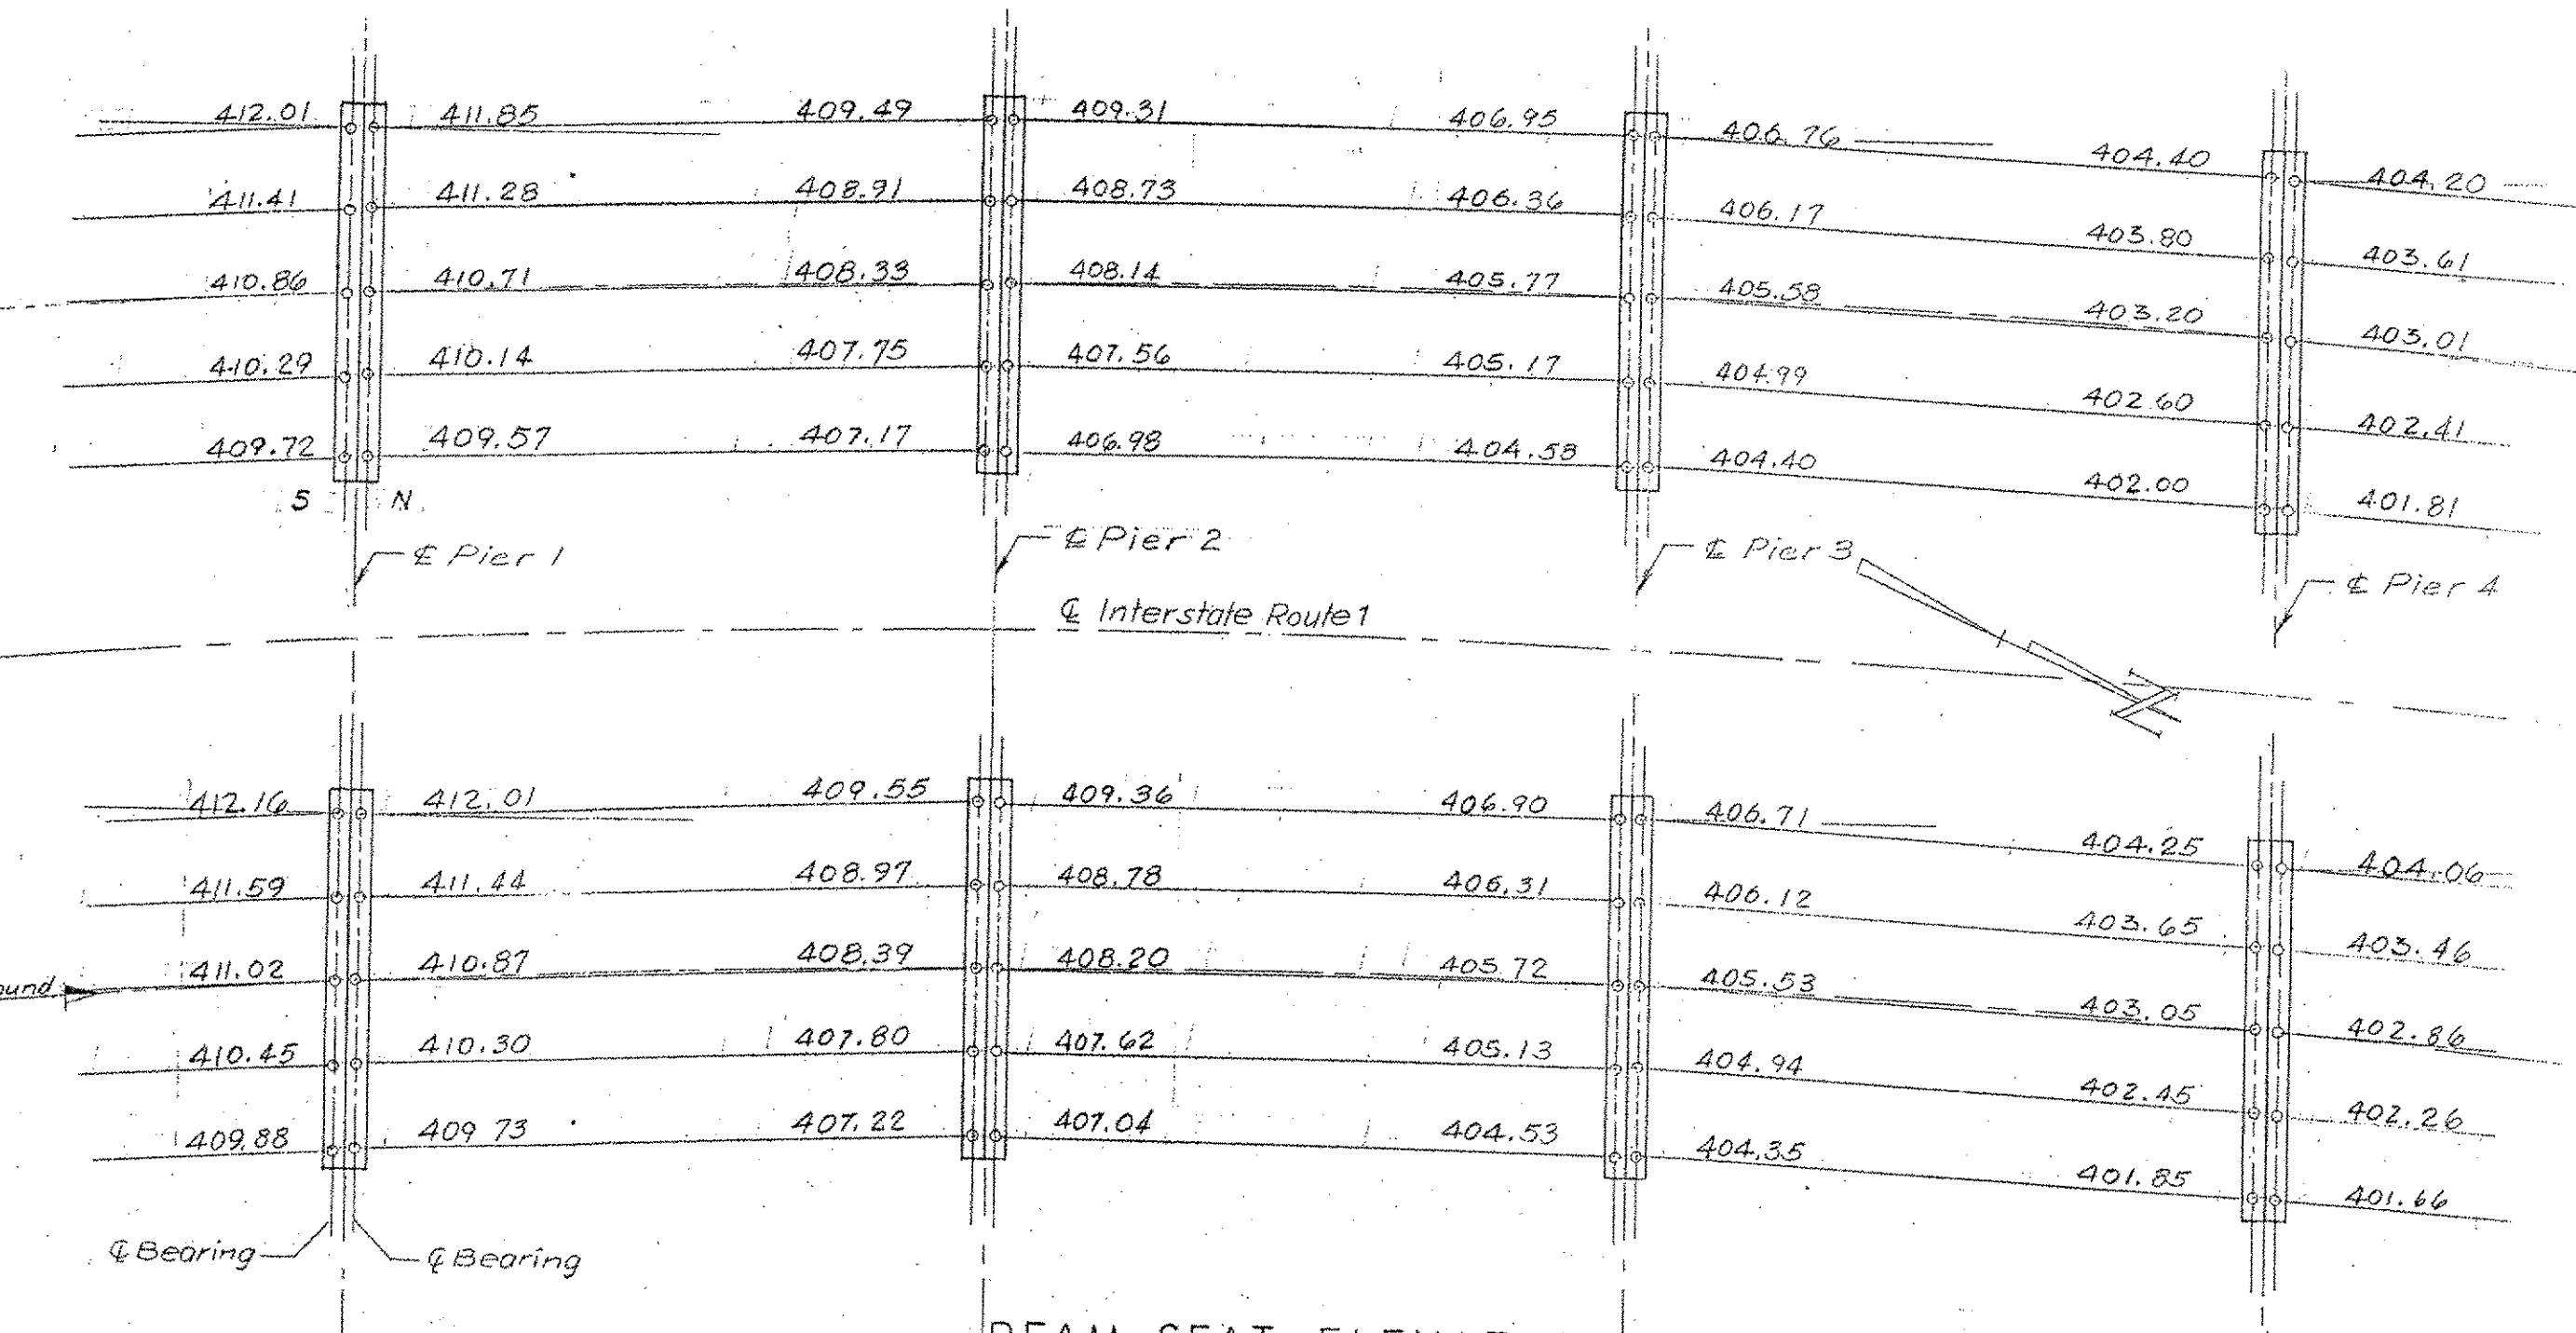 412.01 411.85 409.49 409.31 406.95 406.76 404.40 404.20
411.41 411.28 408.91 408.73 406.36 406.17 403.80 403.61
410.86 410.71 408.33 408.14 405.77 405.58 403.20 403.01
410.29 410.14 407.75 407.56 405.17 404.99 402.60 402.41
409.72 409.57 407.17 406.98 404.58 404.40 402.00 401.81
S N
℄ Pier 1 ℄ Pier 2 ℄ Pier 3 ℄ Pier 4
℄ Interstate Route 1
N
412.16 412.01 409.55 409.36 406.90 406.71 404.25 404.06
411.59 411.44 408.97 408.78 406.31 406.12 403.65 403.46
411.02 410.87 408.39 408.20 405.72 405.53 403.05 402.86
410.45 410.30 407.80 407.62 405.13 404.94 402.45 402.26
409.88 409 73 407.22 407.04 404.53 404.35 401.85 401.66
℄ Bearing ℄ Bearing
BEAM SEAT